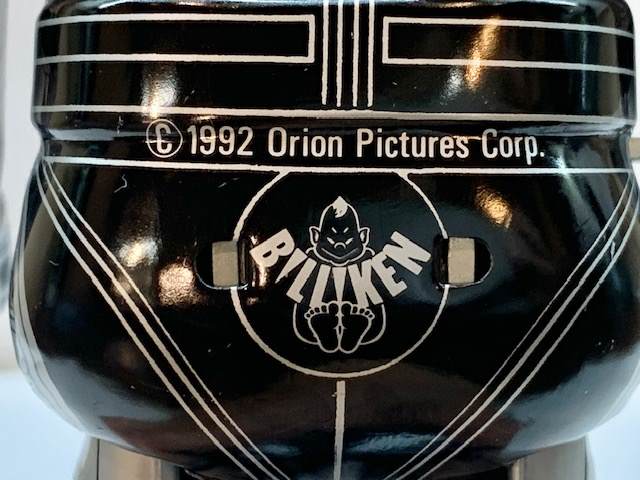 © 1992 Orion Pictures Corp.
BILLIKEN